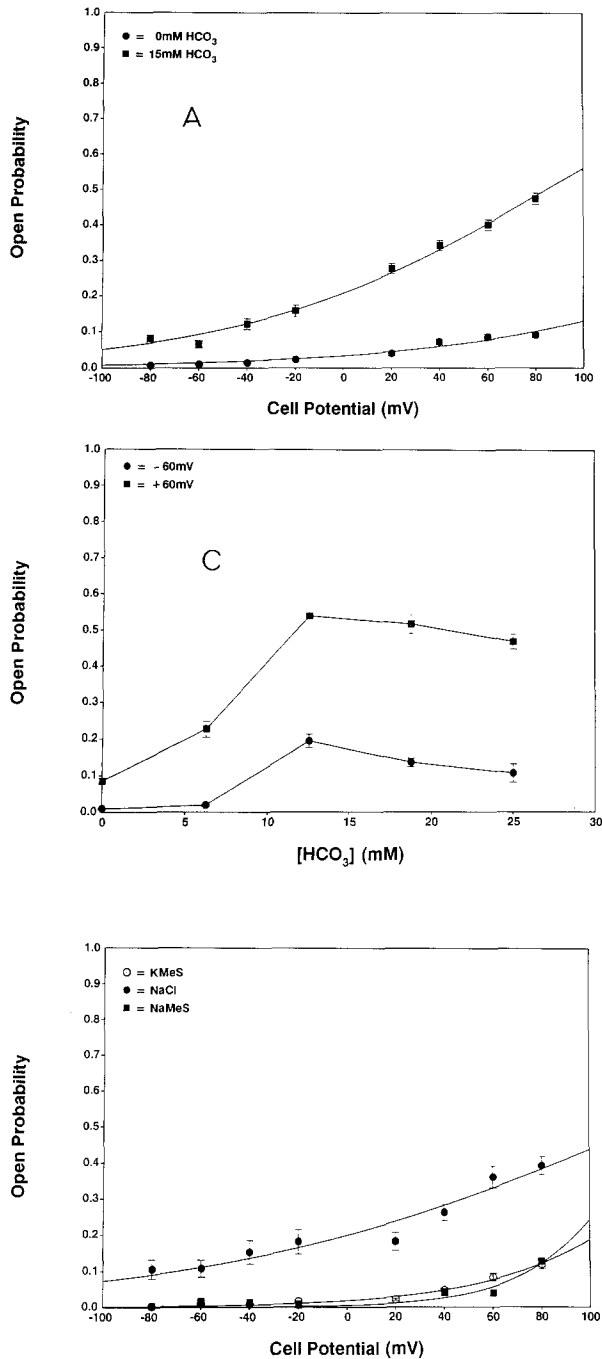 1.0
● = 0mM HCO3
0.9
■ = 15mM HCO3
0.8
0.7
A
0.6
0.5
0.4
0.3
0.2
0.1
0.0
Open Probability
-100 -80 -60 -40 -20 0 20 40 60 80 100
Cell Potential (mV)
1.0
● = - 60mV
0.9
■ = + 60mV
0.8
0.7
C
0.6
0.5
0.4
0.3
0.2
0.1
0.0
Open Probability
0 5 10 15 20 25 30
[HCO3] (mM)
1.0
○ = KMeS
0.9
● = NaCl
■ = NaMeS
0.8
0.7
0.6
0.5
0.4
0.3
0.2
0.1
0.0
Open Probability
-100 -80 -60 -40 -20 0 20 40 60 80 100
Cell Potential (mV)